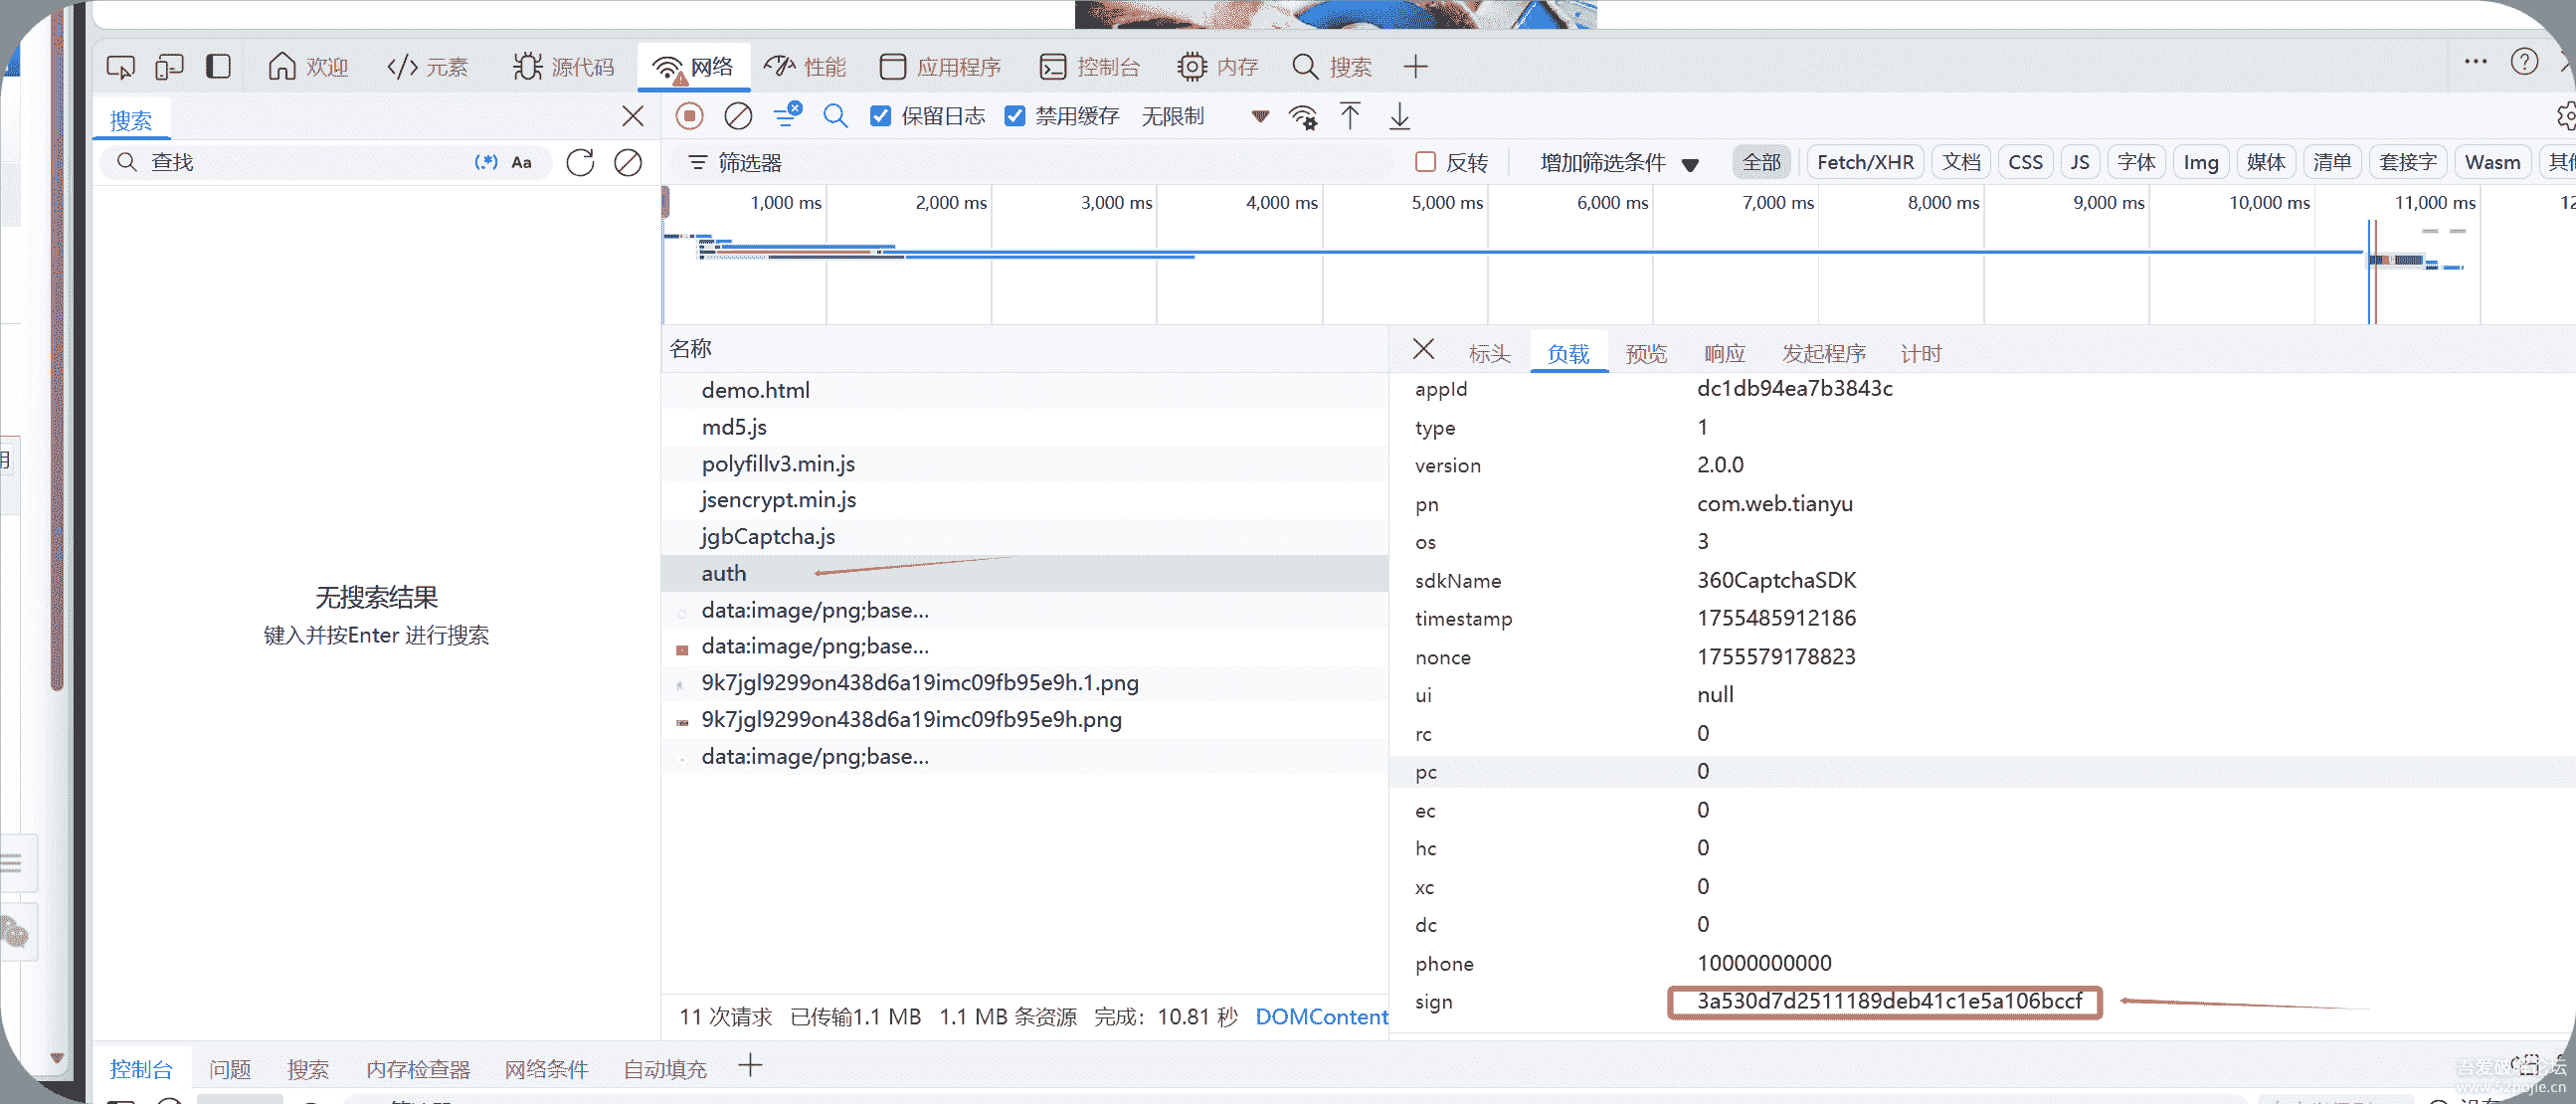 欢迎 元素 源代码 网络 性能 应用程序 控制台 内存 搜索
搜索
保留日志 禁用缓存 无限制
查找 Aa
筛选器 反转 增加筛选条件 全部 Fetch/XHR 文档 CSS JS 字体 Img 媒体 清单 套接字 Wasm
1,000 ms 2,000 ms 3,000 ms 4,000 ms 5,000 ms 6,000 ms 7,000 ms 8,000 ms 9,000 ms 10,000 ms 11,000 ms
名称
标头 负载 预览 响应 发起程序 计时
demo.html
md5.js
polyfillv3.min.js
jsencrypt.min.js
jgbCaptcha.js
auth
data:image/png;base...
data:image/png;base...
9k7jgl9299on438d6a19imc09fb95e9h.1.png
9k7jgl9299on438d6a19imc09fb95e9h.png
data:image/png;base...
无搜索结果
键入并按Enter 进行搜索
appId dc1db94ea7b3843c
type 1
version 2.0.0
pn com.web.tianyu
os 3
sdkName 360CaptchaSDK
timestamp 1755485912186
nonce 1755579178823
ui null
rc 0
pc 0
ec 0
hc 0
xc 0
dc 0
phone 10000000000
sign 3a530d7d2511189deb41c1e5a106bccf
11 次请求 已传输1.1 MB 1.1 MB 条资源 完成: 10.81 秒 DOMContent
控制台 问题 搜索 内存检查器 网络条件 自动填充
吾爱破解论坛
www.52pojie.cn